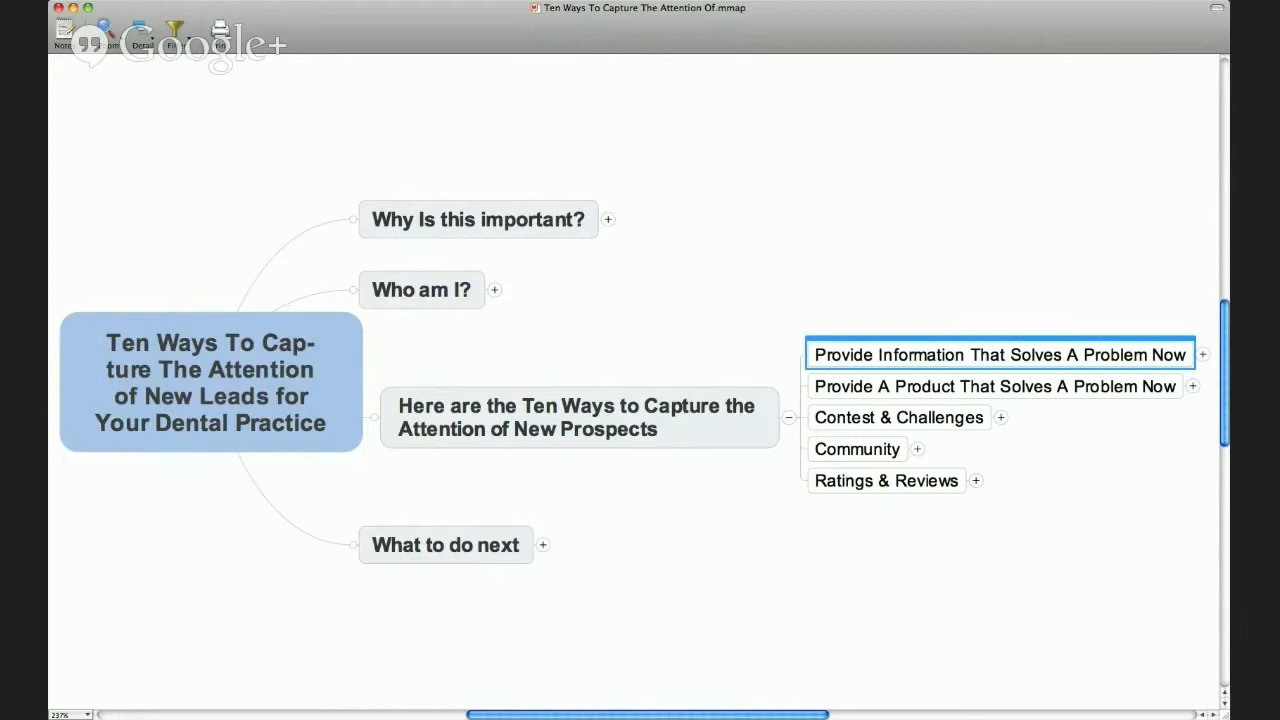 Ten Ways To Capture The Attention Of.mmap
Detail
Google+
Why Is this important?
Who am I?
Ten Ways To Cap-
ture The Attention
of New Leads for
Your Dental Practice
Here are the Ten Ways to Capture the
Attention of New Prospects
Provide Information That Solves A Problem Now
Provide A Product That Solves A Problem Now
Contest & Challenges
Community
Ratings & Reviews
What to do next
237%